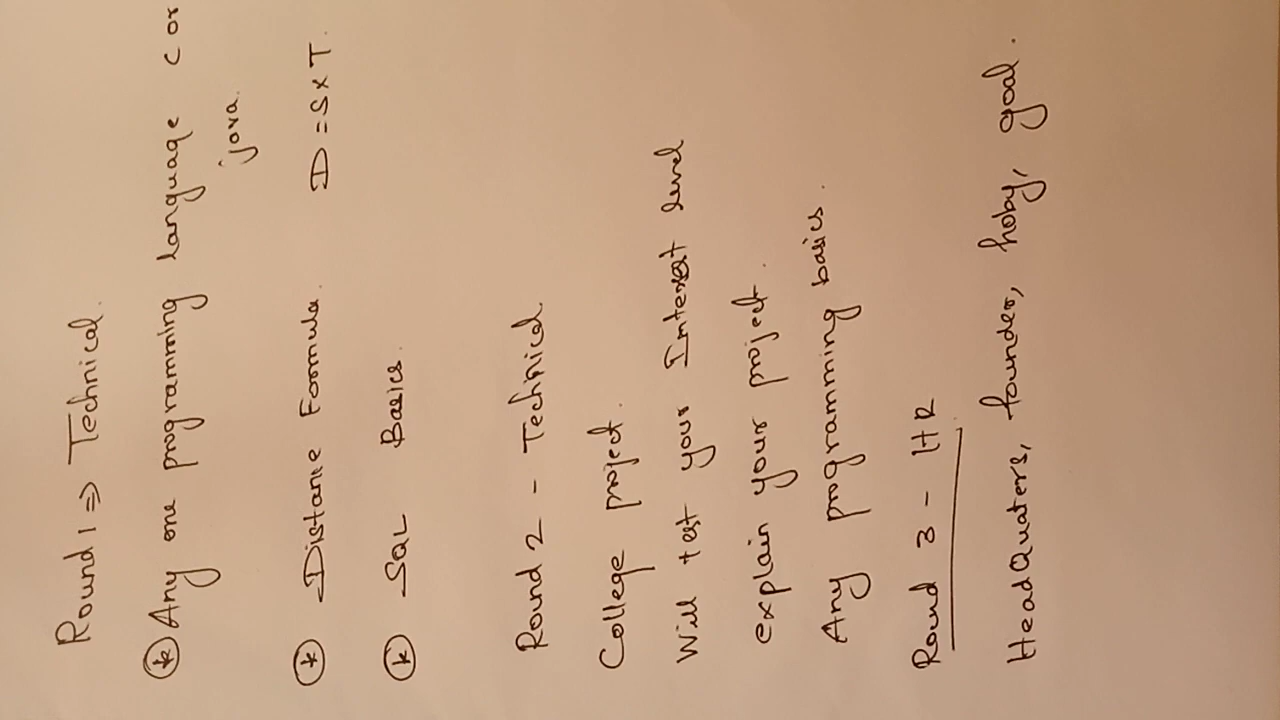 Round 1 => Technical.
* Any one programming language C or
java.
* Distance Formula. D = S x T.
* SQL Basics.
Round 2 - Technical
College project.
Will test your Interest level
explain your project.
Any programming basics.
Round 3 - HR
HeadQuaters, founder, hoby, goal.